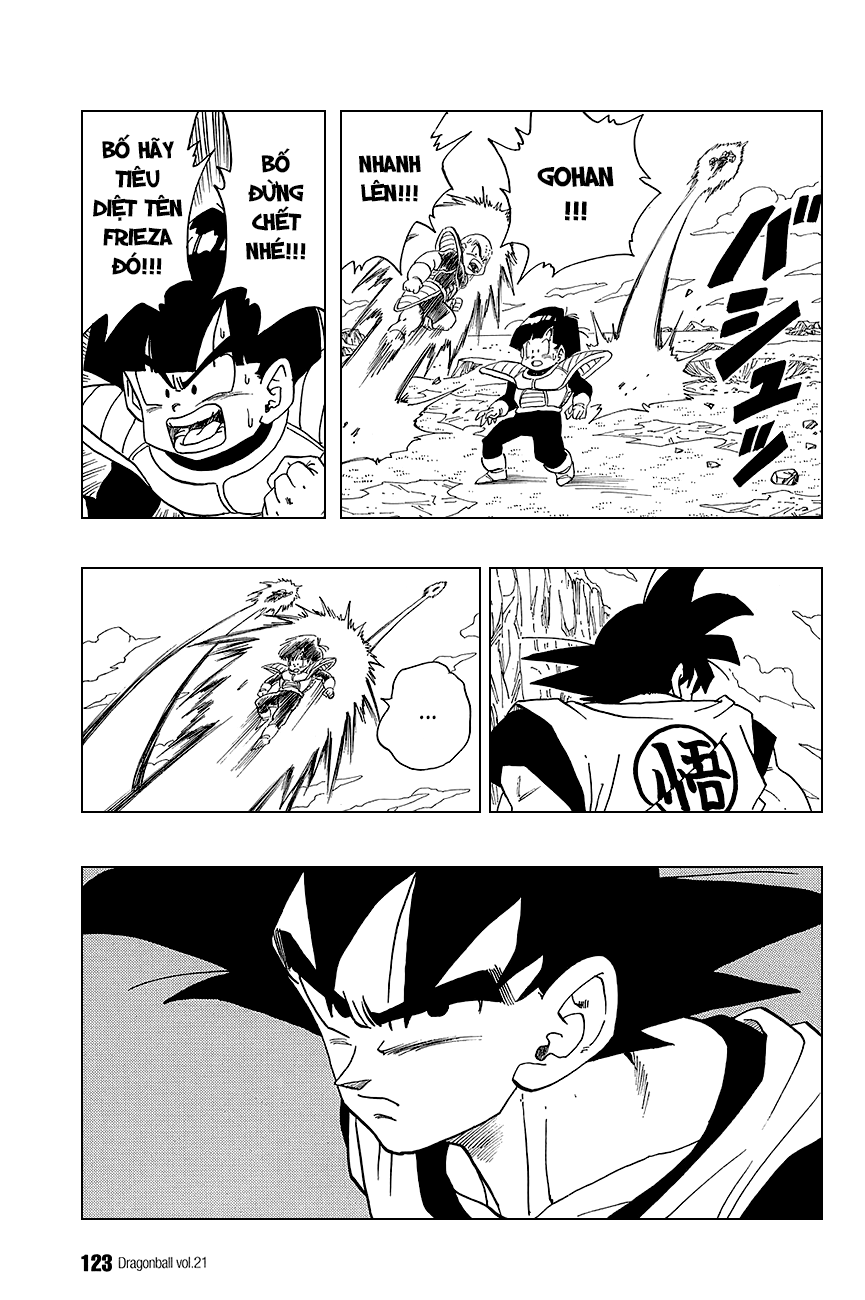 GOHAN
!!!
NHANH
LÊN!!!
バシュッ
BỐ
ĐỪNG
CHẾT
NHÉ!!!
BỐ HÃY
TIÊU
DIỆT TÊN
FRIEZA
ĐÓ!!!
悟
...
123 Dragonball vol.21